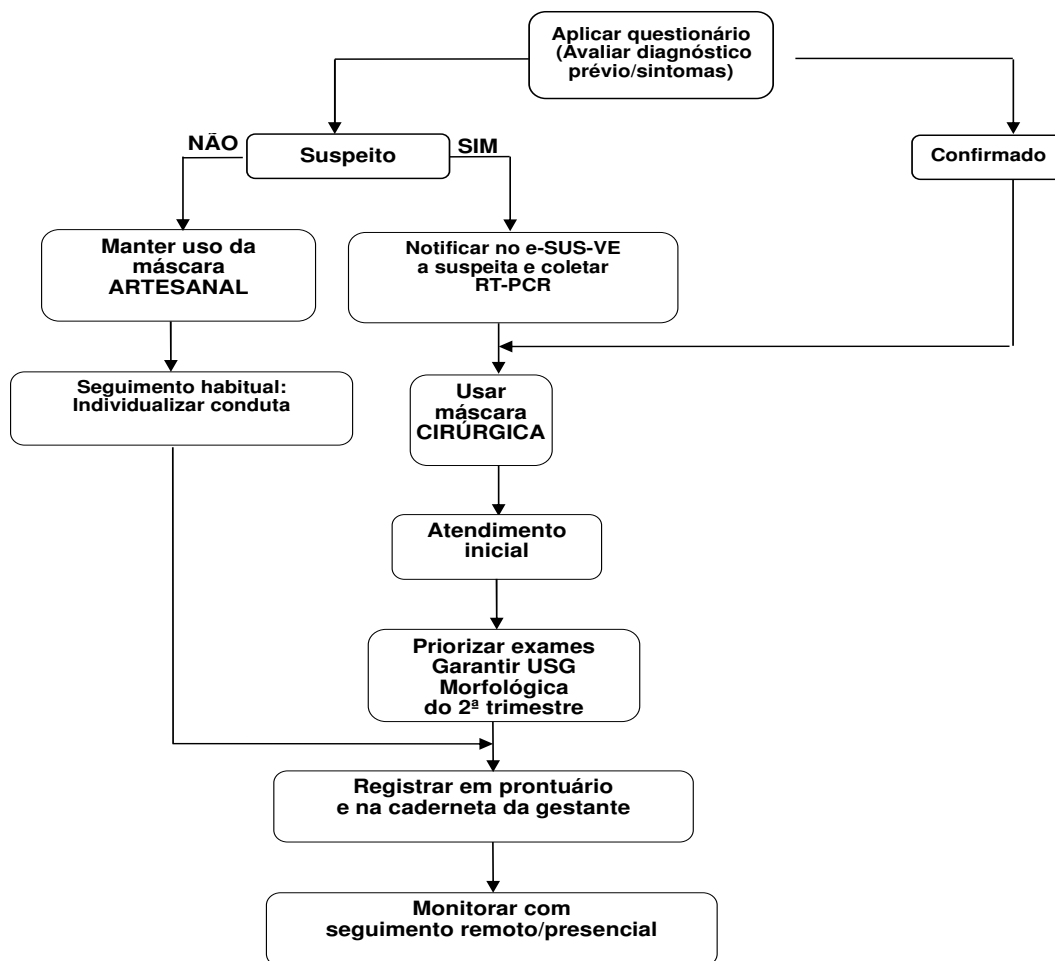 Aplicar questionário
(Avaliar diagnóstico
prévio/sintomas)
NÃO
Suspeito
SIM
Confirmado
Manter uso da
máscara
ARTESANAL
Notificar no e-SUS-VE
a suspeita e coletar
RT-PCR
Seguimento habitual:
Individualizar conduta
Usar
máscara
CIRÚRGICA
Atendimento
inicial
Priorizar exames
Garantir USG
Morfológica
do 2ª trimestre
Registrar em prontuário
e na caderneta da gestante
Monitorar com
seguimento remoto/presencial